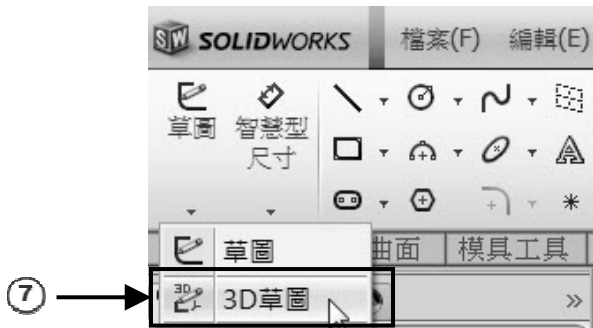 SW SOLIDWORKS 檔案(F) 編輯(E)
草圖 智慧型
尺寸
草圖 曲面 模具工具
⑦ 3D草圖